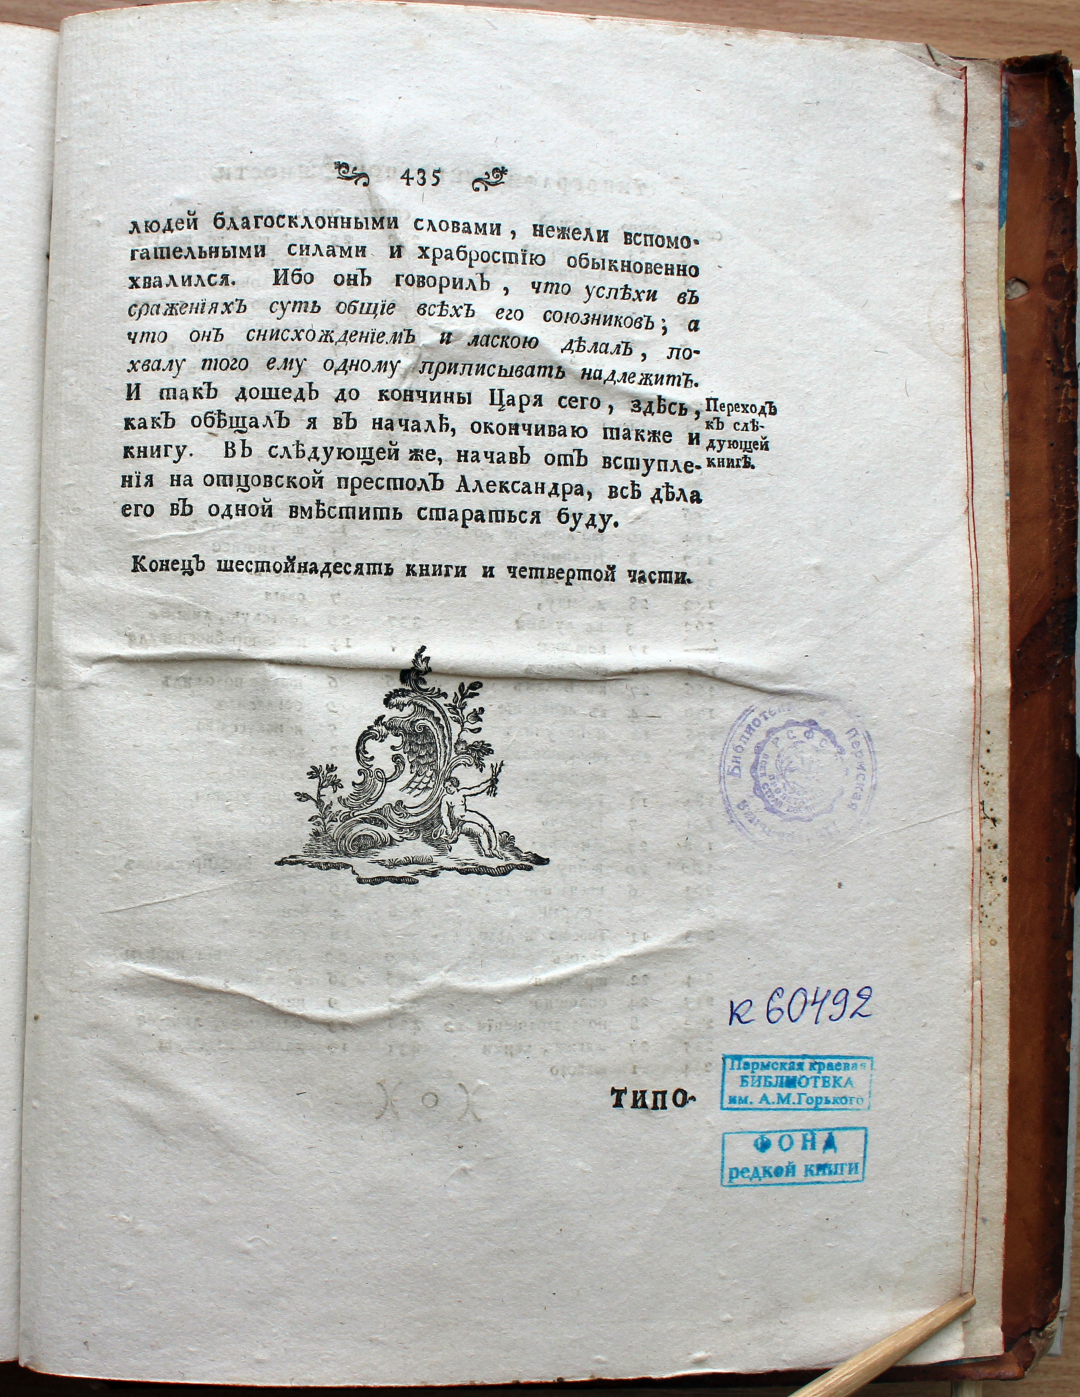 435
людей благосклонными словами, нежели вспомо-
гательными силами и храбростїю обыкновенно
хвалился. Ибо онъ говорилъ, что успѣхи въ
сраженїяхъ суть общїе всѣхъ его союзниковъ; а
что онъ снисхожденїемъ и ласкою дѣлалъ, по-
хвалу того ему одному приписывать надлежитъ.
И такъ дошедъ до кончины Царя сего, здѣсь,
какъ обѣщалъ я въ началѣ, окончиваю также и
книгу. Въ слѣдующей же, начавъ отъ вступле-
нїя на отцовской престолъ Александра, всѣ дѣла
его въ одной вмѣстить стараться буду.
Переходъ
къ слѣ-
дующей
книгѣ.
Конецъ шестойнадесять книги и четвертой части.
Библиотека
Пермская
РСФСР
к 60492
ТИПО-
Пермская краевая
БИБЛИОТЕКА
им. А.М.Горького
ФОНД
редкой книги